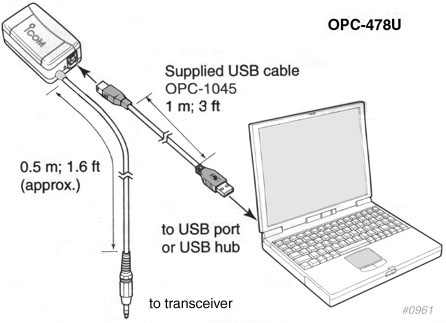 ICOM
OPC-478U
Supplied USB cable
OPC-1045
1 m; 3 ft
0.5 m; 1.6 ft
(approx.)
to USB port
or USB hub
to transceiver
#0961